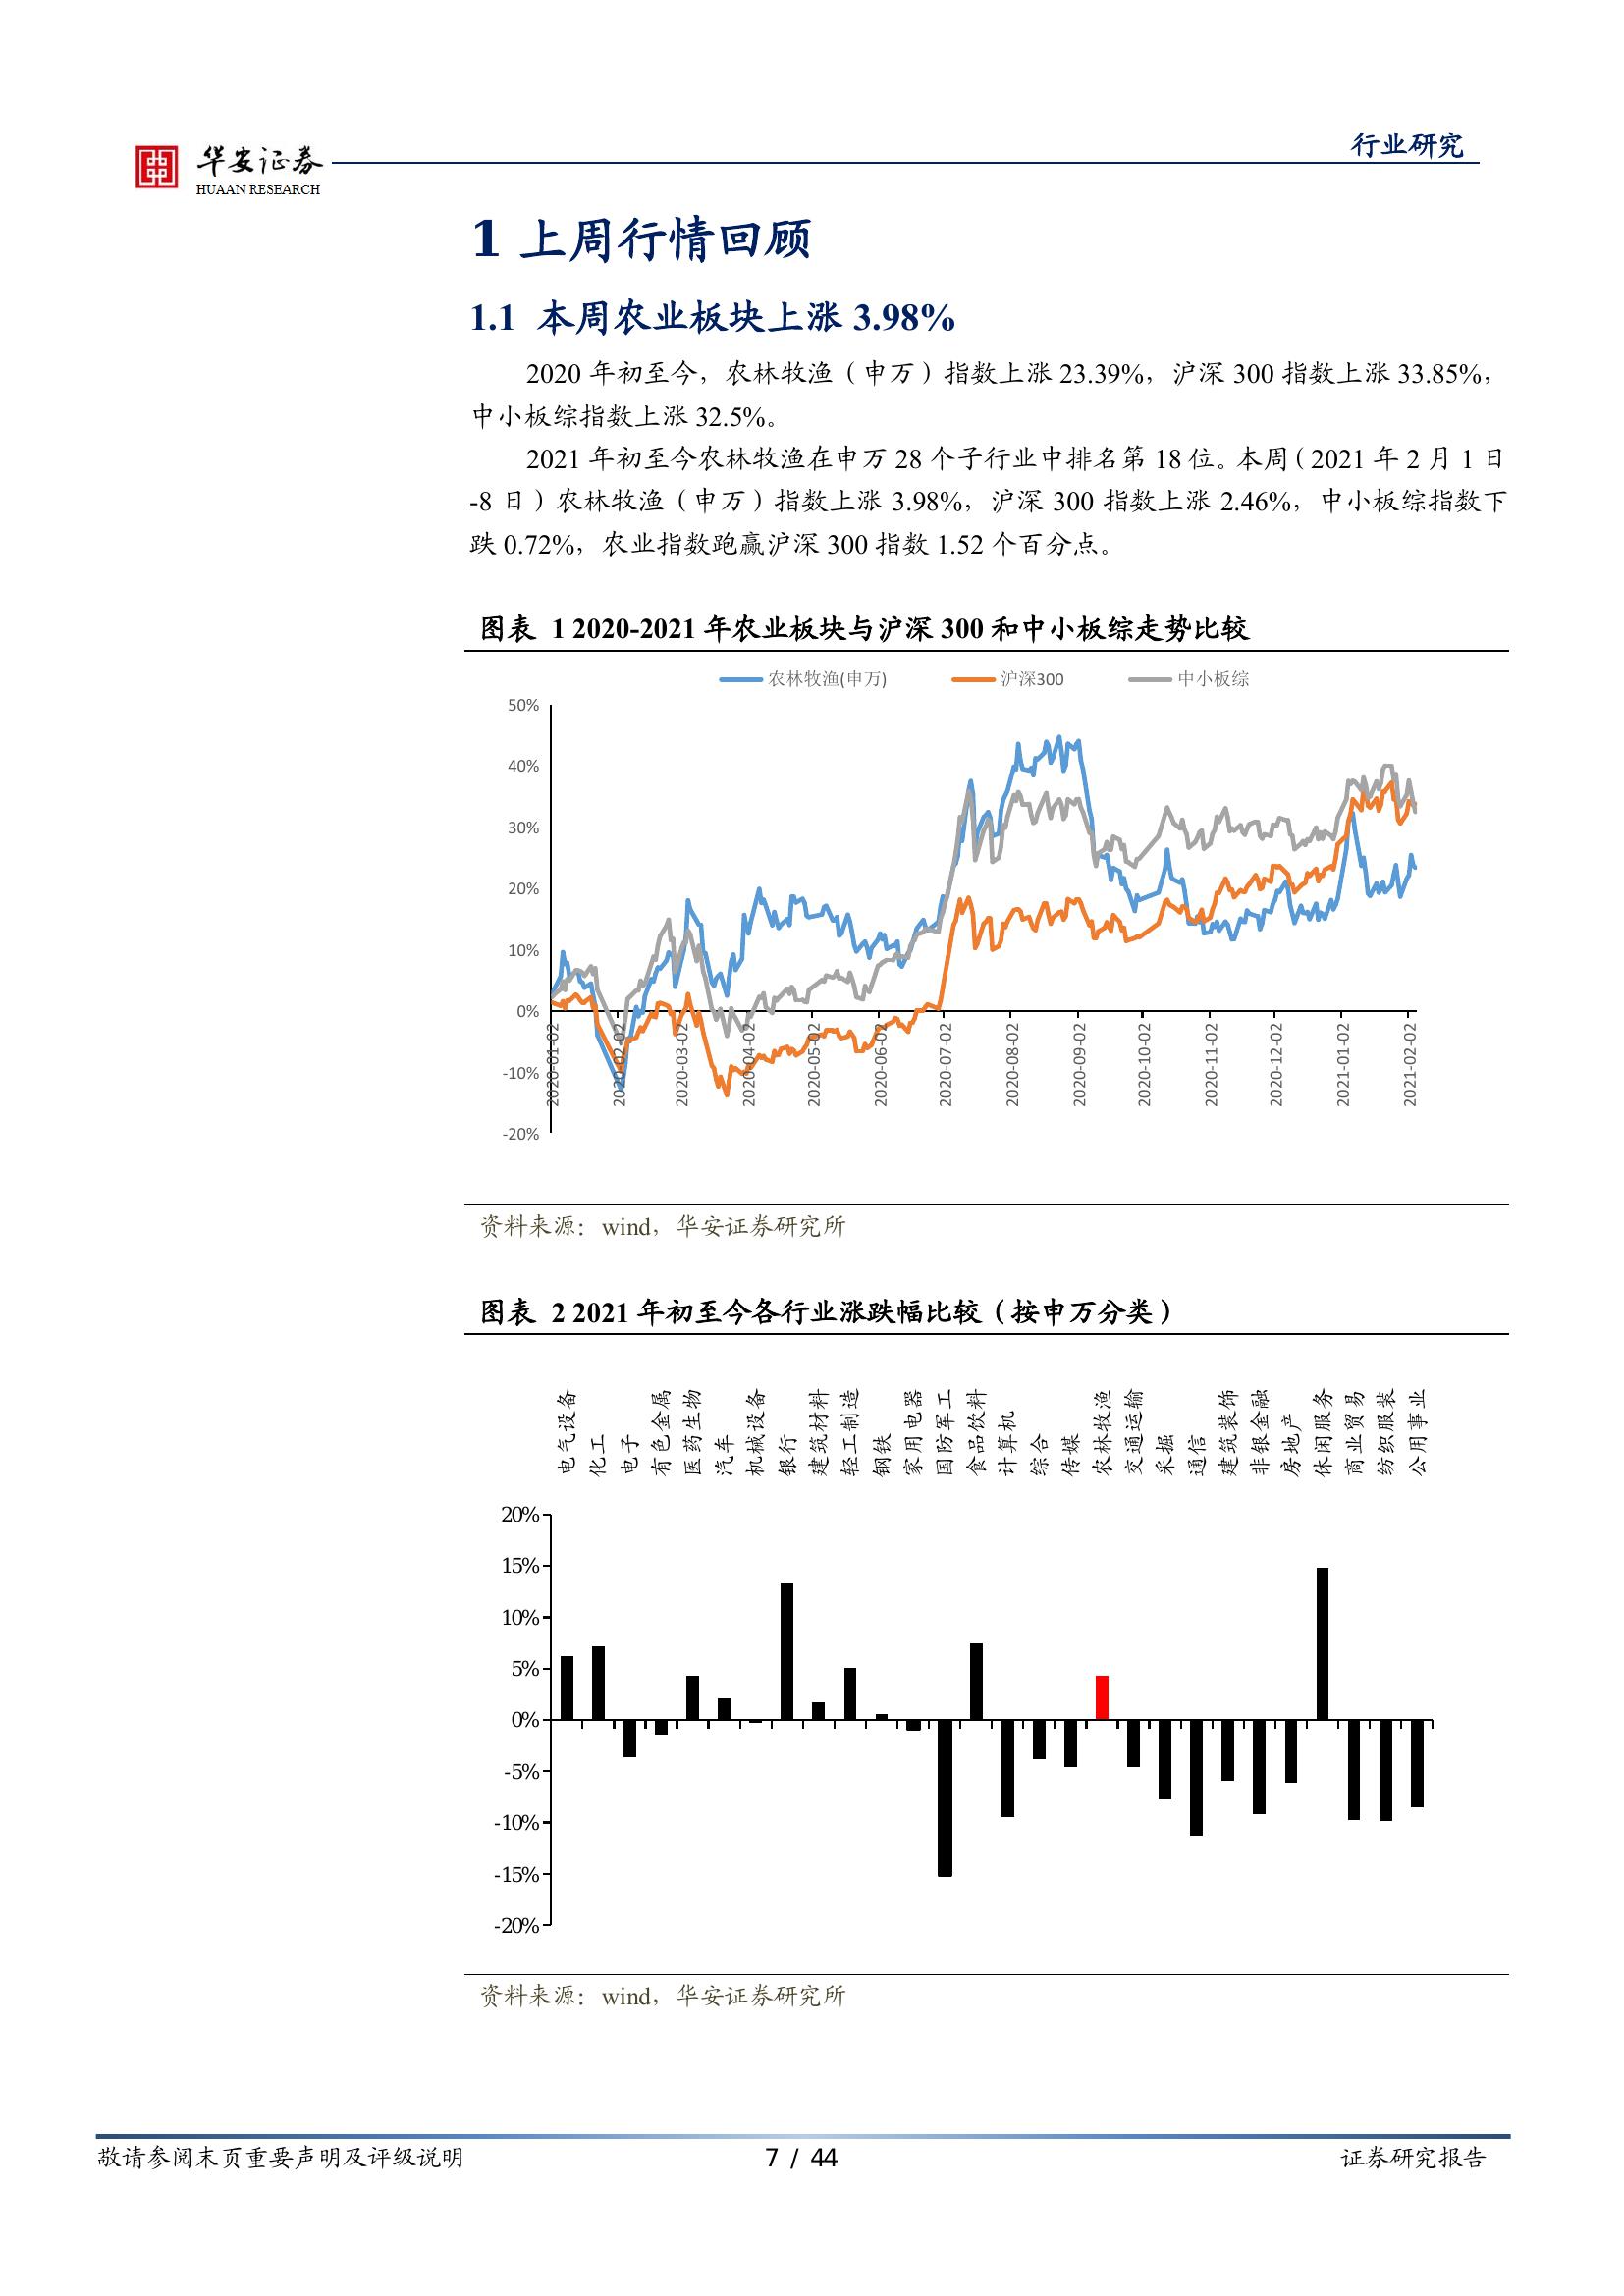 华安证券
HUAAN RESEARCH
行业研究
1 上周行情回顾
1.1 本周农业板块上涨 3.98%
2020 年初至今，农林牧渔（申万）指数上涨 23.39%，沪深 300 指数上涨 33.85%，
中小板综指数上涨 32.5%。
2021 年初至今农林牧渔在申万 28 个子行业中排名第 18 位。本周（2021 年 2 月 1 日
-8 日）农林牧渔（申万）指数上涨 3.98%，沪深 300 指数上涨 2.46%，中小板综指数下
跌 0.72%，农业指数跑赢沪深 300 指数 1.52 个百分点。
图表 1 2020-2021 年农业板块与沪深 300 和中小板综走势比较
农林牧渔(申万) 沪深300 中小板综
50%
40%
30%
20%
10%
0%
-10%
-20%
2020-01-02
2020-02-02
2020-03-02
2020-04-02
2020-05-02
2020-06-02
2020-07-02
2020-08-02
2020-09-02
2020-10-02
2020-11-02
2020-12-02
2021-01-02
2021-02-02
资料来源：wind，华安证券研究所
图表 2 2021 年初至今各行业涨跌幅比较（按申万分类）
电气设备
化工
电子
有色金属
医药生物
汽车
机械设备
银行
建筑材料
轻工制造
钢铁
家用电器
国防军工
食品饮料
计算机
综合
传媒
农林牧渔
交通运输
采掘
通信
建筑装饰
非银金融
房地产
休闲服务
商业贸易
纺织服装
公用事业
20%
15%
10%
5%
0%
-5%
-10%
-15%
-20%
资料来源：wind，华安证券研究所
敬请参阅末页重要声明及评级说明
7 / 44
证券研究报告